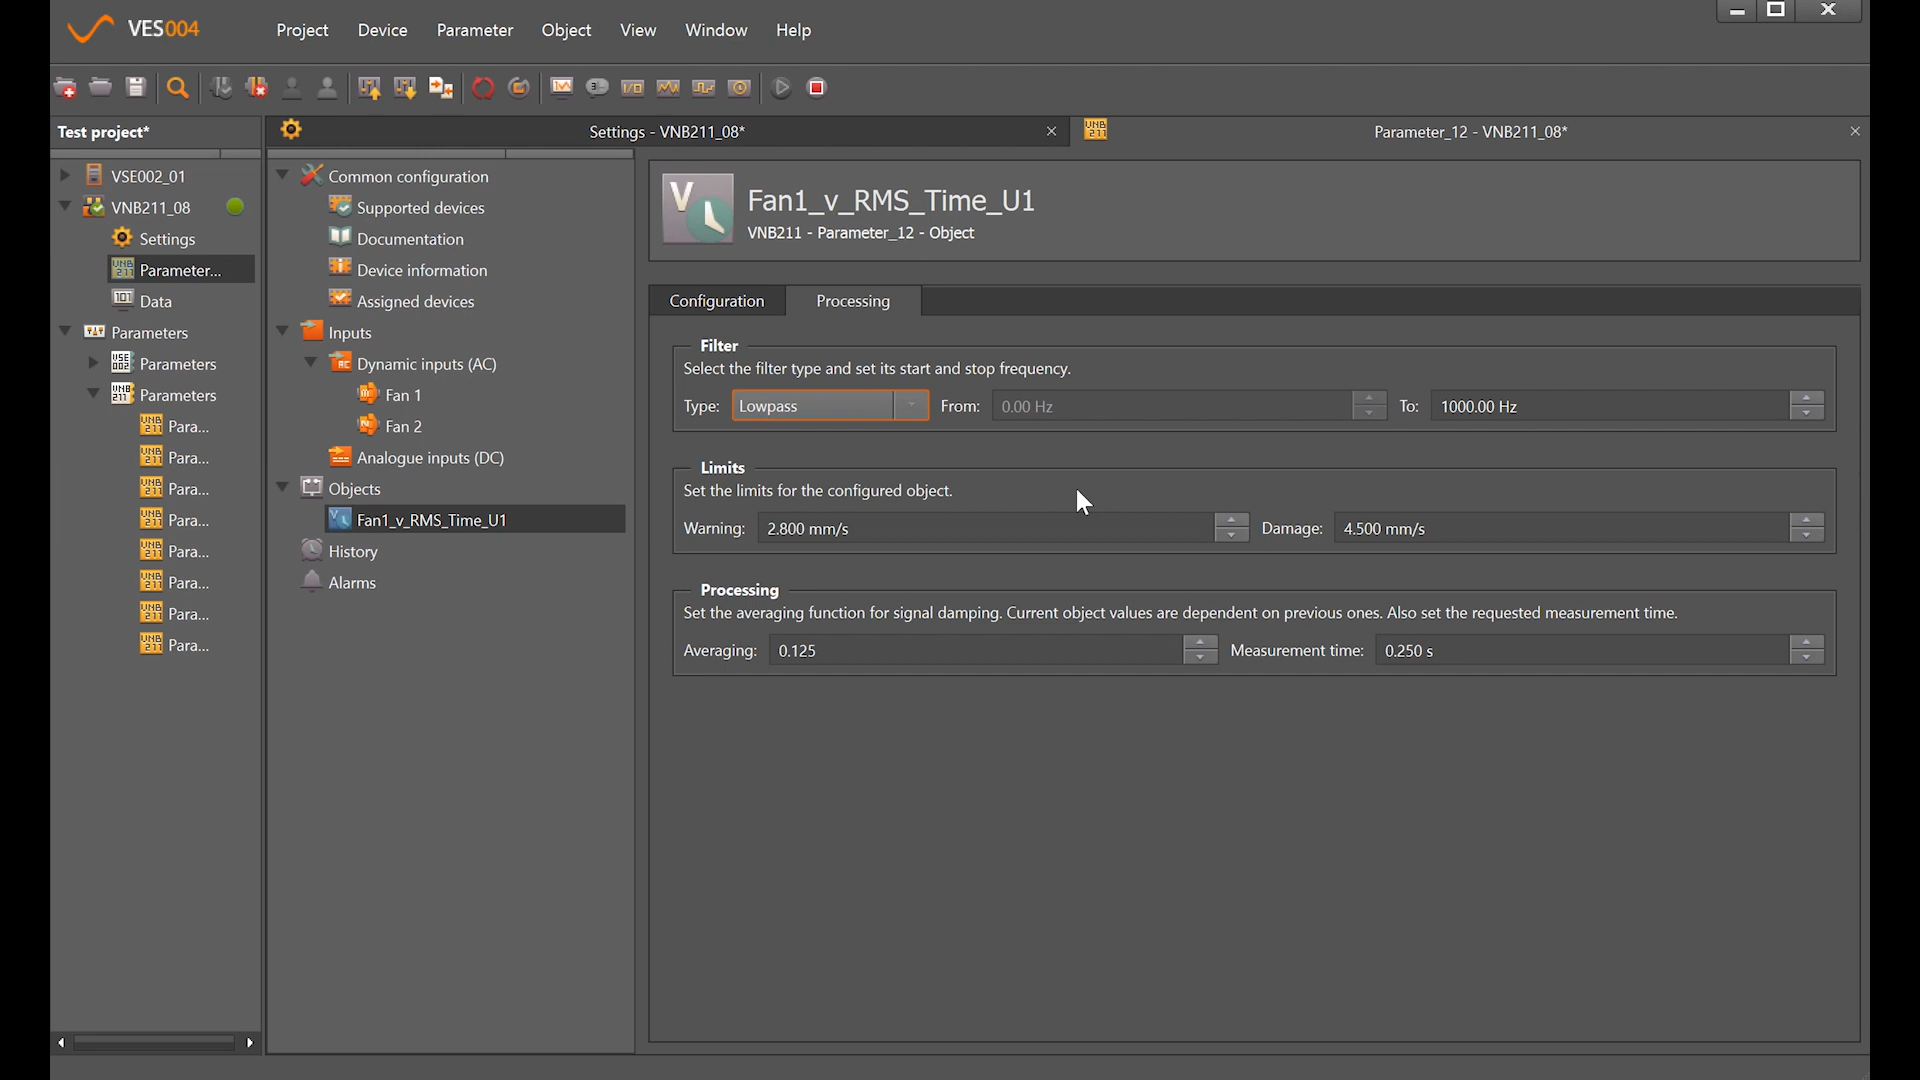 VES004
Project Device Parameter Object View Window Help
Test project*
Settings - VNB211_08*
Parameter_12 - VNB211_08*
VSE002_01
VNB211_08
Settings
Parameter...
Data
Parameters
Parameters
Parameters
Para...
Para...
Para...
Para...
Para...
Para...
Para...
Para...
Common configuration
Supported devices
Documentation
Device information
Assigned devices
Inputs
Dynamic inputs (AC)
Fan 1
Fan 2
Analogue inputs (DC)
Objects
Fan1_v_RMS_Time_U1
History
Alarms
Fan1_v_RMS_Time_U1
VNB211 - Parameter_12 - Object
Configuration Processing
Filter
Select the filter type and set its start and stop frequency.
Type: Lowpass From: 0.00 Hz To: 1000.00 Hz
Limits
Set the limits for the configured object.
Warning: 2.800 mm/s Damage: 4.500 mm/s
Processing
Set the averaging function for signal damping. Current object values are dependent on previous ones. Also set the requested measurement time.
Averaging: 0.125 Measurement time: 0.250 s